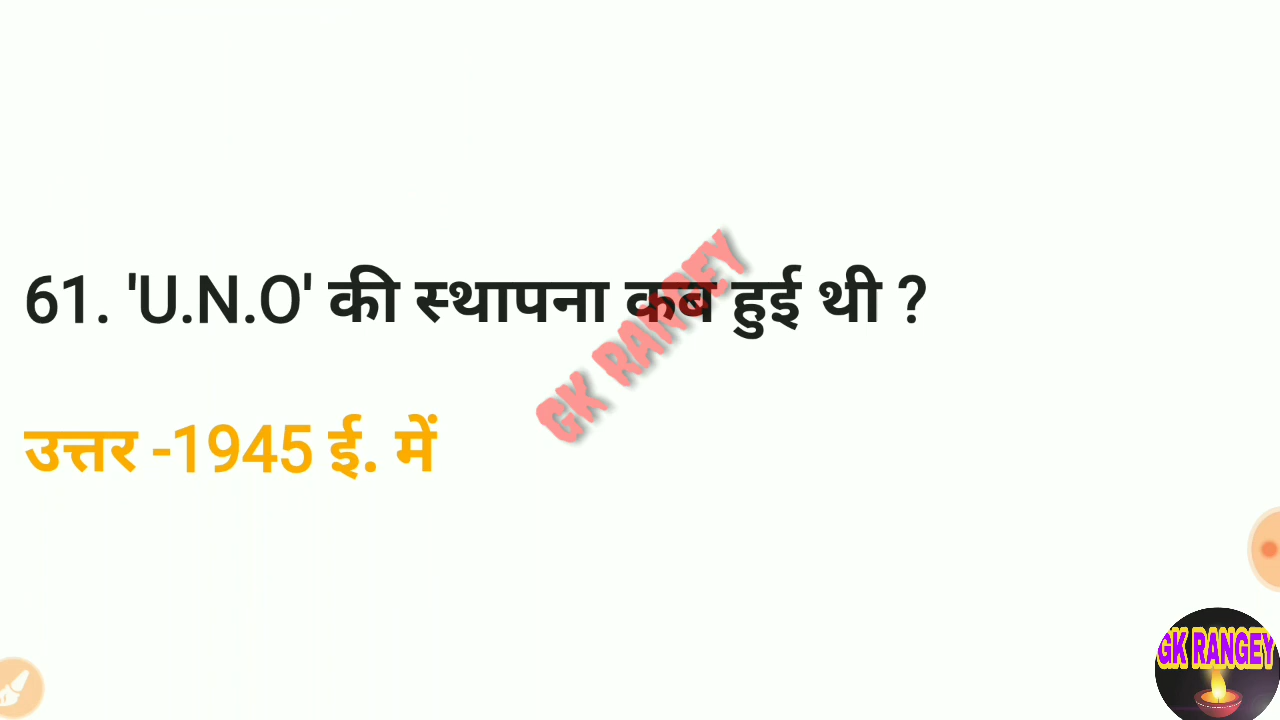 61. 'U.N.O' की स्थापना कब हुई थी ?
GK RANGEY
उत्तर -1945 ई. में
GK RANGEY